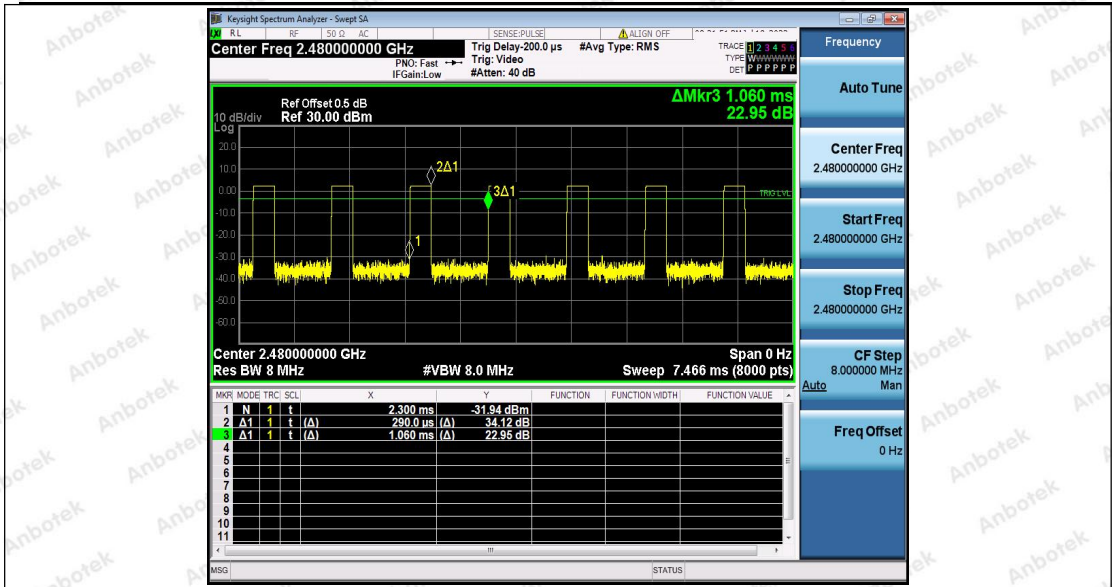 Keysight Spectrum Analyzer - Swept SA
LXI RL RF 50 Ω AC SENSE:PULSE ALIGN OFF
Center Freq 2.480000000 GHz
PNO: Fast
IFGain:Low
Trig Delay-200.0 µs
Trig: Video
#Atten: 40 dB
#Avg Type: RMS
TRACE 1 2 3 4 5 6
TYPE WWWWWWW
DET P P P P P P
ΔMkr3 1.060 ms
22.95 dB
Ref Offset 0.5 dB
10 dB/div Ref 30.00 dBm
Log
20.0
10.0
0.00
-10.0
-20.0
-30.0
-40.0
-50.0
-60.0
2Δ1
3Δ1
1
TRIG LVL
Center 2.480000000 GHz Span 0 Hz
Res BW 8 MHz #VBW 8.0 MHz Sweep 7.466 ms (8000 pts)
MKR MODE TRC SCL X Y FUNCTION FUNCTION WIDTH FUNCTION VALUE
1 N 1 t 2.300 ms -31.94 dBm
2 Δ1 1 t (Δ) 290.0 µs (Δ) 34.12 dB
3 Δ1 1 t (Δ) 1.060 ms (Δ) 22.95 dB
4
5
6
7
8
9
10
11
MSG STATUS
Frequency
Auto Tune
Center Freq
2.480000000 GHz
Start Freq
2.480000000 GHz
Stop Freq
2.480000000 GHz
CF Step
8.000000 MHz
Auto Man
Freq Offset
0 Hz
Anbotek